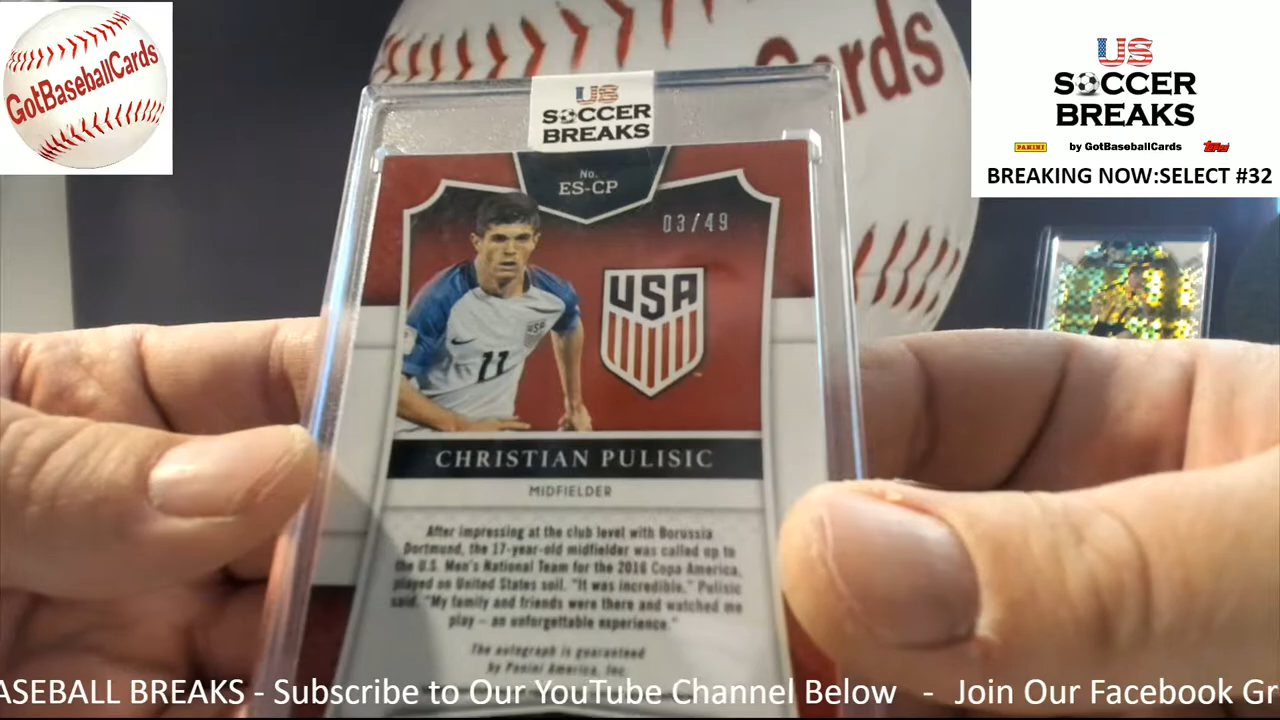 GotBaseballCards
ards
US
SOCCER
BREAKS
PANINI by GotBaseballCards Topps
BREAKING NOW:SELECT #32
US
SOCCER
BREAKS
No.
ES-CP
03/49
USA
USA
11
CHRISTIAN PULISIC
MIDFIELDER
After impressing at the club level with Borussia
Dortmund, the 17-year-old midfielder was called up to
the U.S. Men's National Team for the 2016 Copa America,
played on United States soil. "It was incredible," Pulisic
said. "My family and friends were there and watched me
play – an unforgettable experience."
The autograph is guaranteed
by Panini America, Inc.
ASEBALL BREAKS - Subscribe to Our YouTube Channel Below - Join Our Facebook Gr